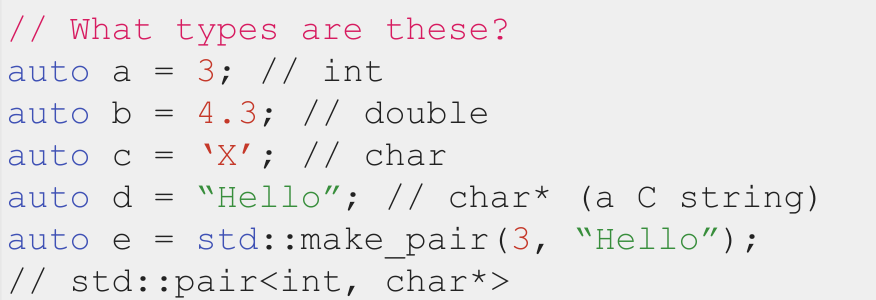 // What types are these?
auto a = 3; // int
auto b = 4.3; // double
auto c = ‘X’; // char
auto d = “Hello”; // char* (a C string)
auto e = std::make_pair(3, “Hello”);
// std::pair<int, char*>